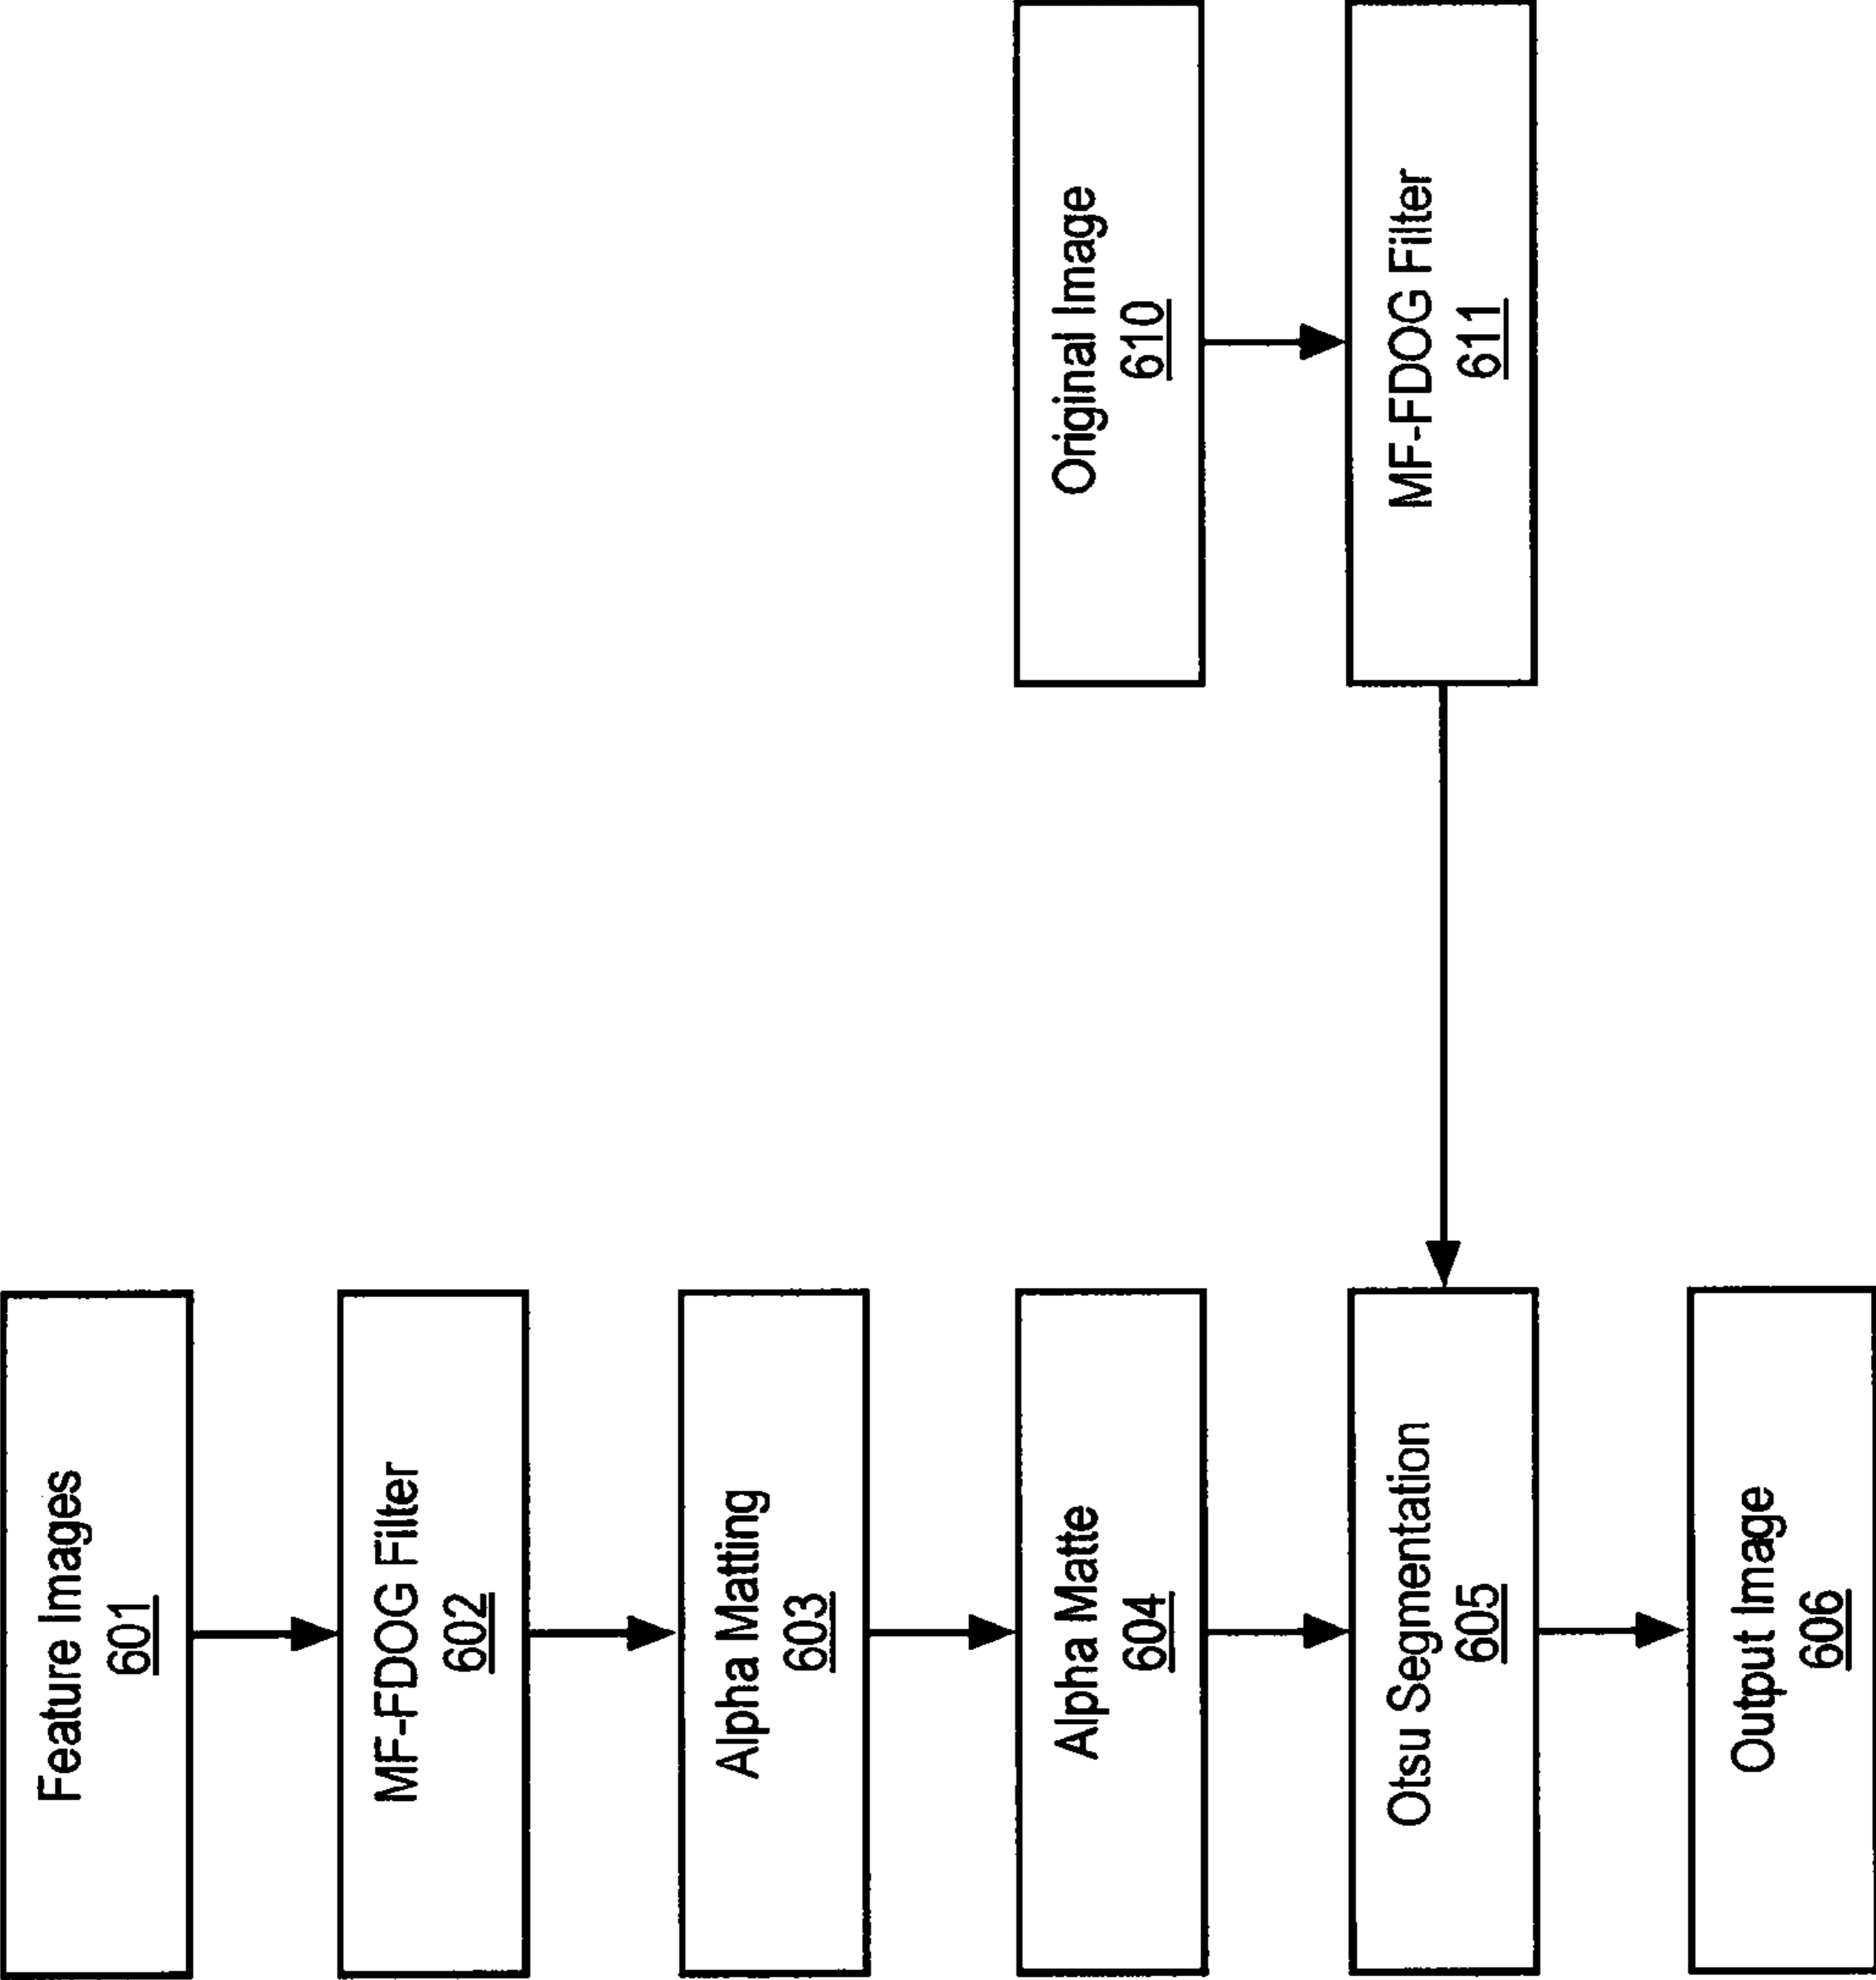 Feature Images
601
MF-FDOG Filter
602
Alpha Matting
603
Alpha Matte
604
Otsu Segmentation
605
Output Image
606
Original Image
610
MF-FDOG Filter
611